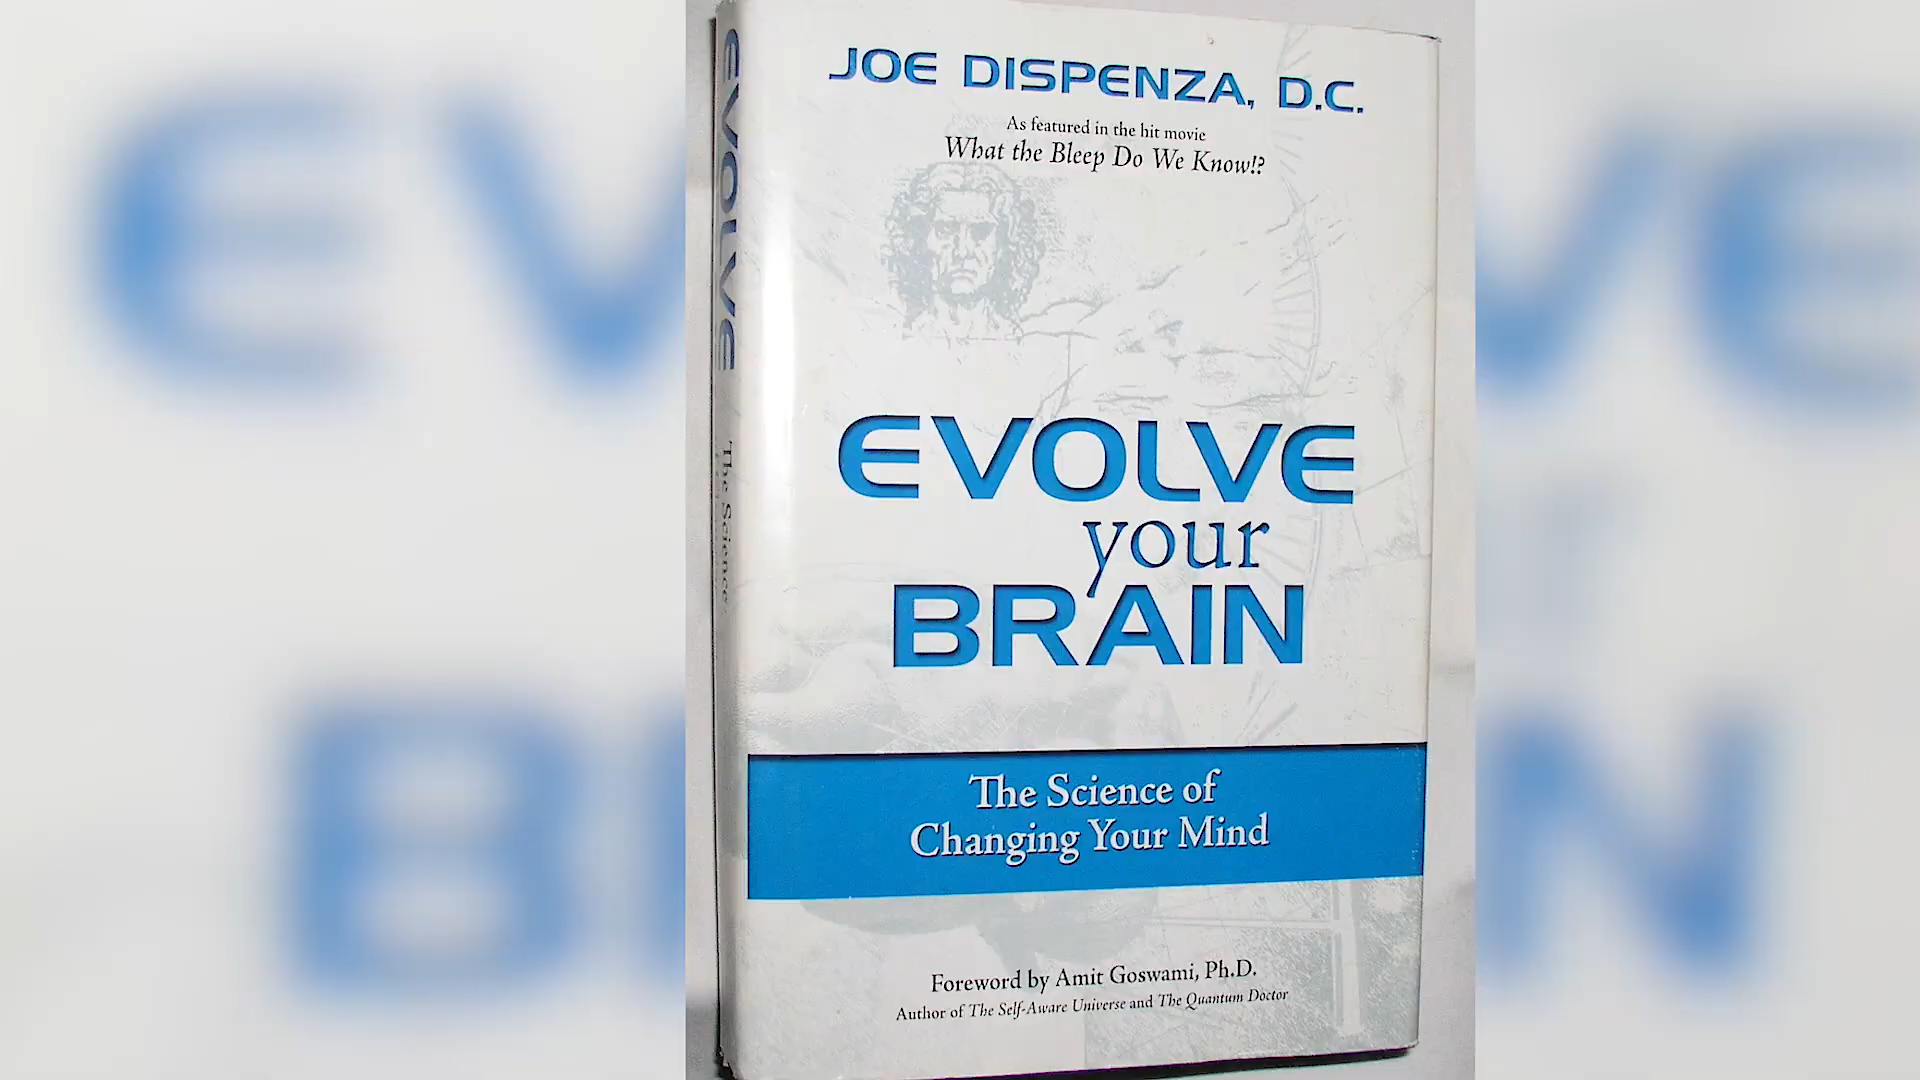 JOE DISPENZA, D.C.
As featured in the hit movie
What the Bleep Do We Know!?
EVOLVE
your
BRAIN
The Science of
Changing Your Mind
Foreword by Amit Goswami, Ph.D.
Author of The Self-Aware Universe and The Quantum Doctor
EVOLVE
The Science